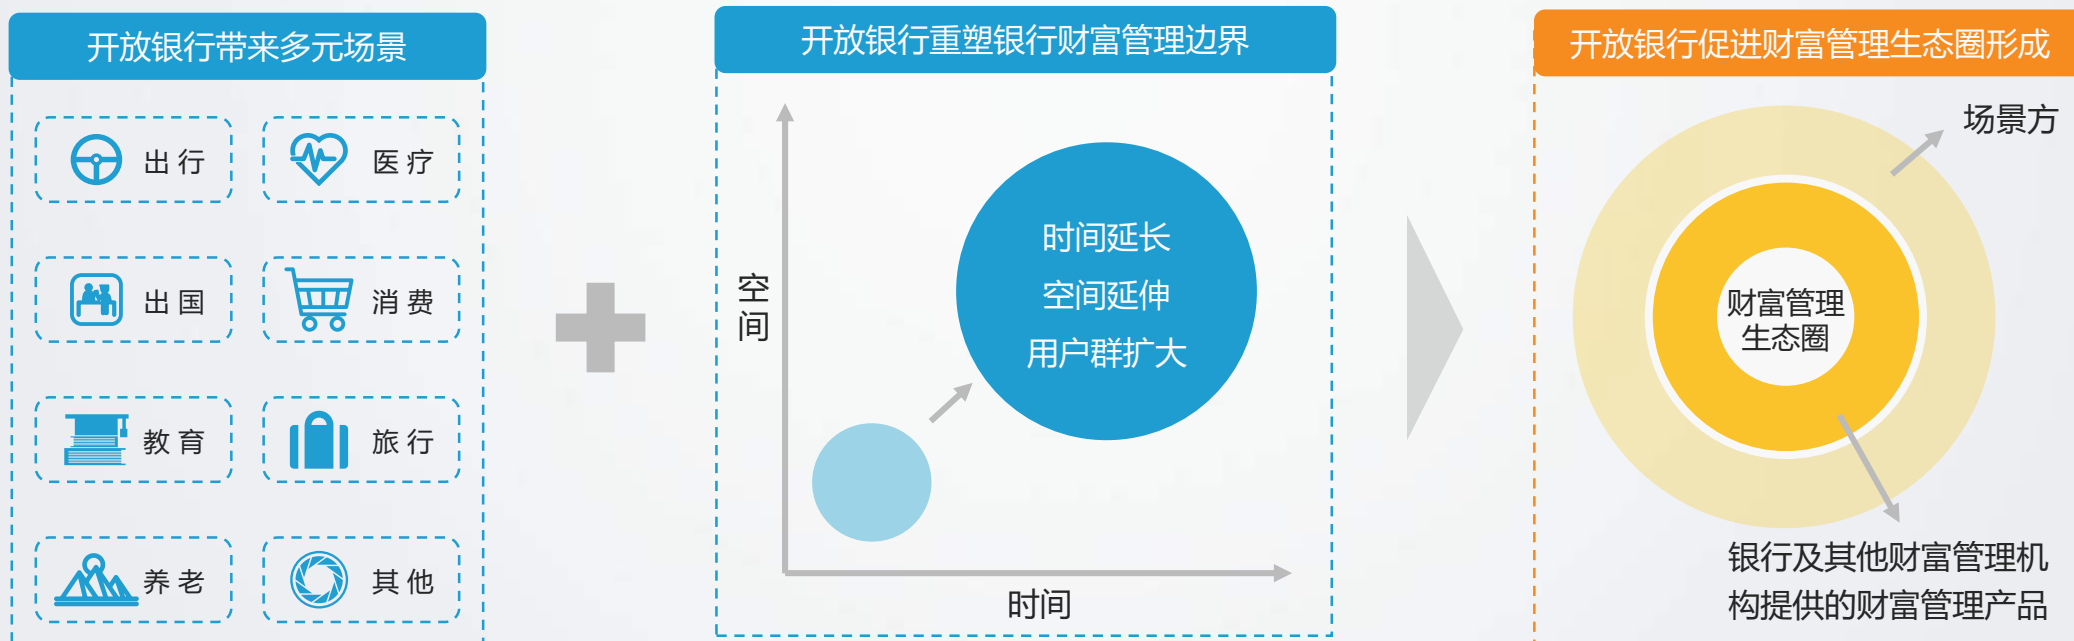 开放银行带来多元场景
出行
医疗
出国
消费
教育
旅行
养老
其他
开放银行重塑银行财富管理边界
空间
时间延长
空间延伸
用户群扩大
时间
开放银行促进财富管理生态圈形成
场景方
财富管理
生态圈
银行及其他财富管理机
构提供的财富管理产品